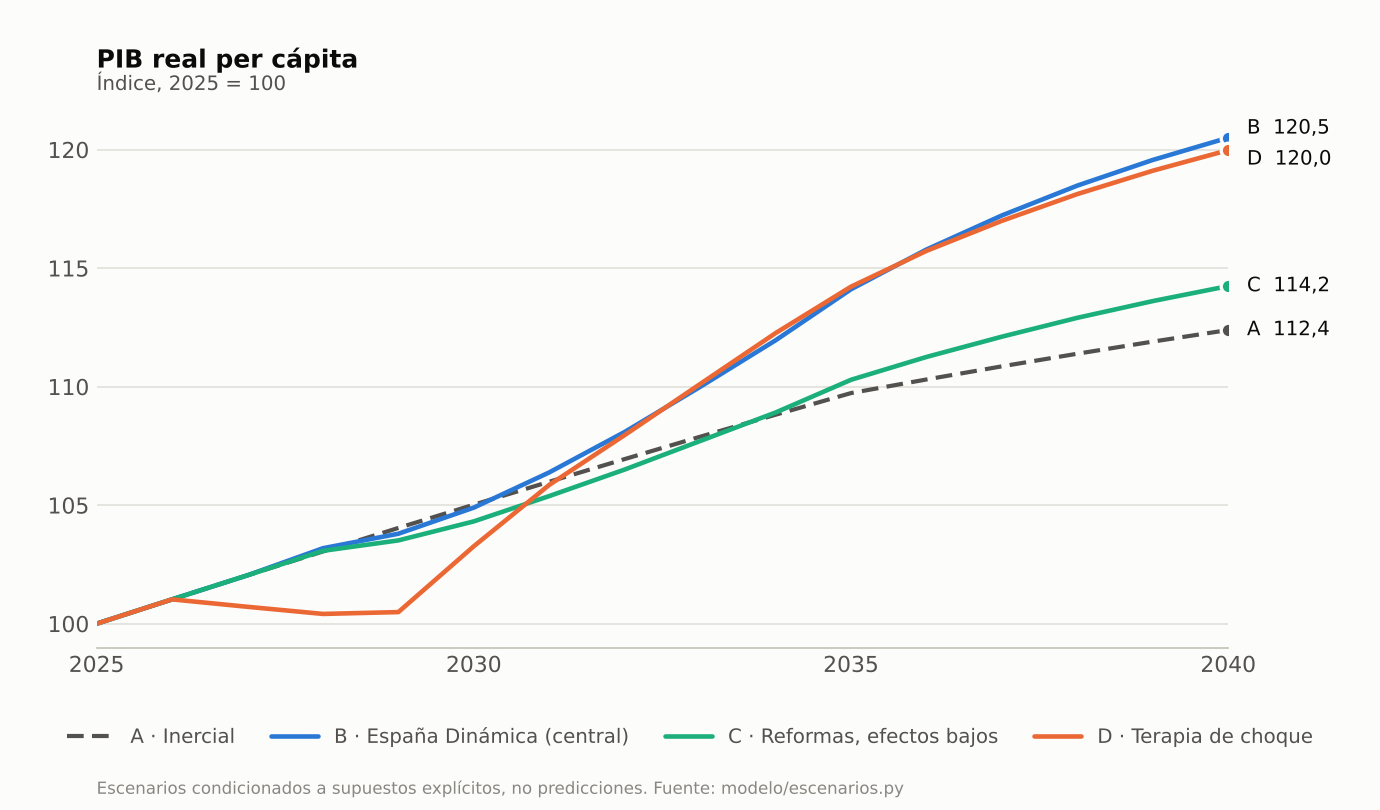 PIB real per cápita
Índice, 2025 = 100
B 120,5
120
D 120,0
115
C 114,2
A 112,4
110
105
100
2025 2030 2035 2040
A · Inercial B · España Dinámica (central) C · Reformas, efectos bajos D · Terapia de choque
Escenarios condicionados a supuestos explícitos, no predicciones. Fuente: modelo/escenarios.py